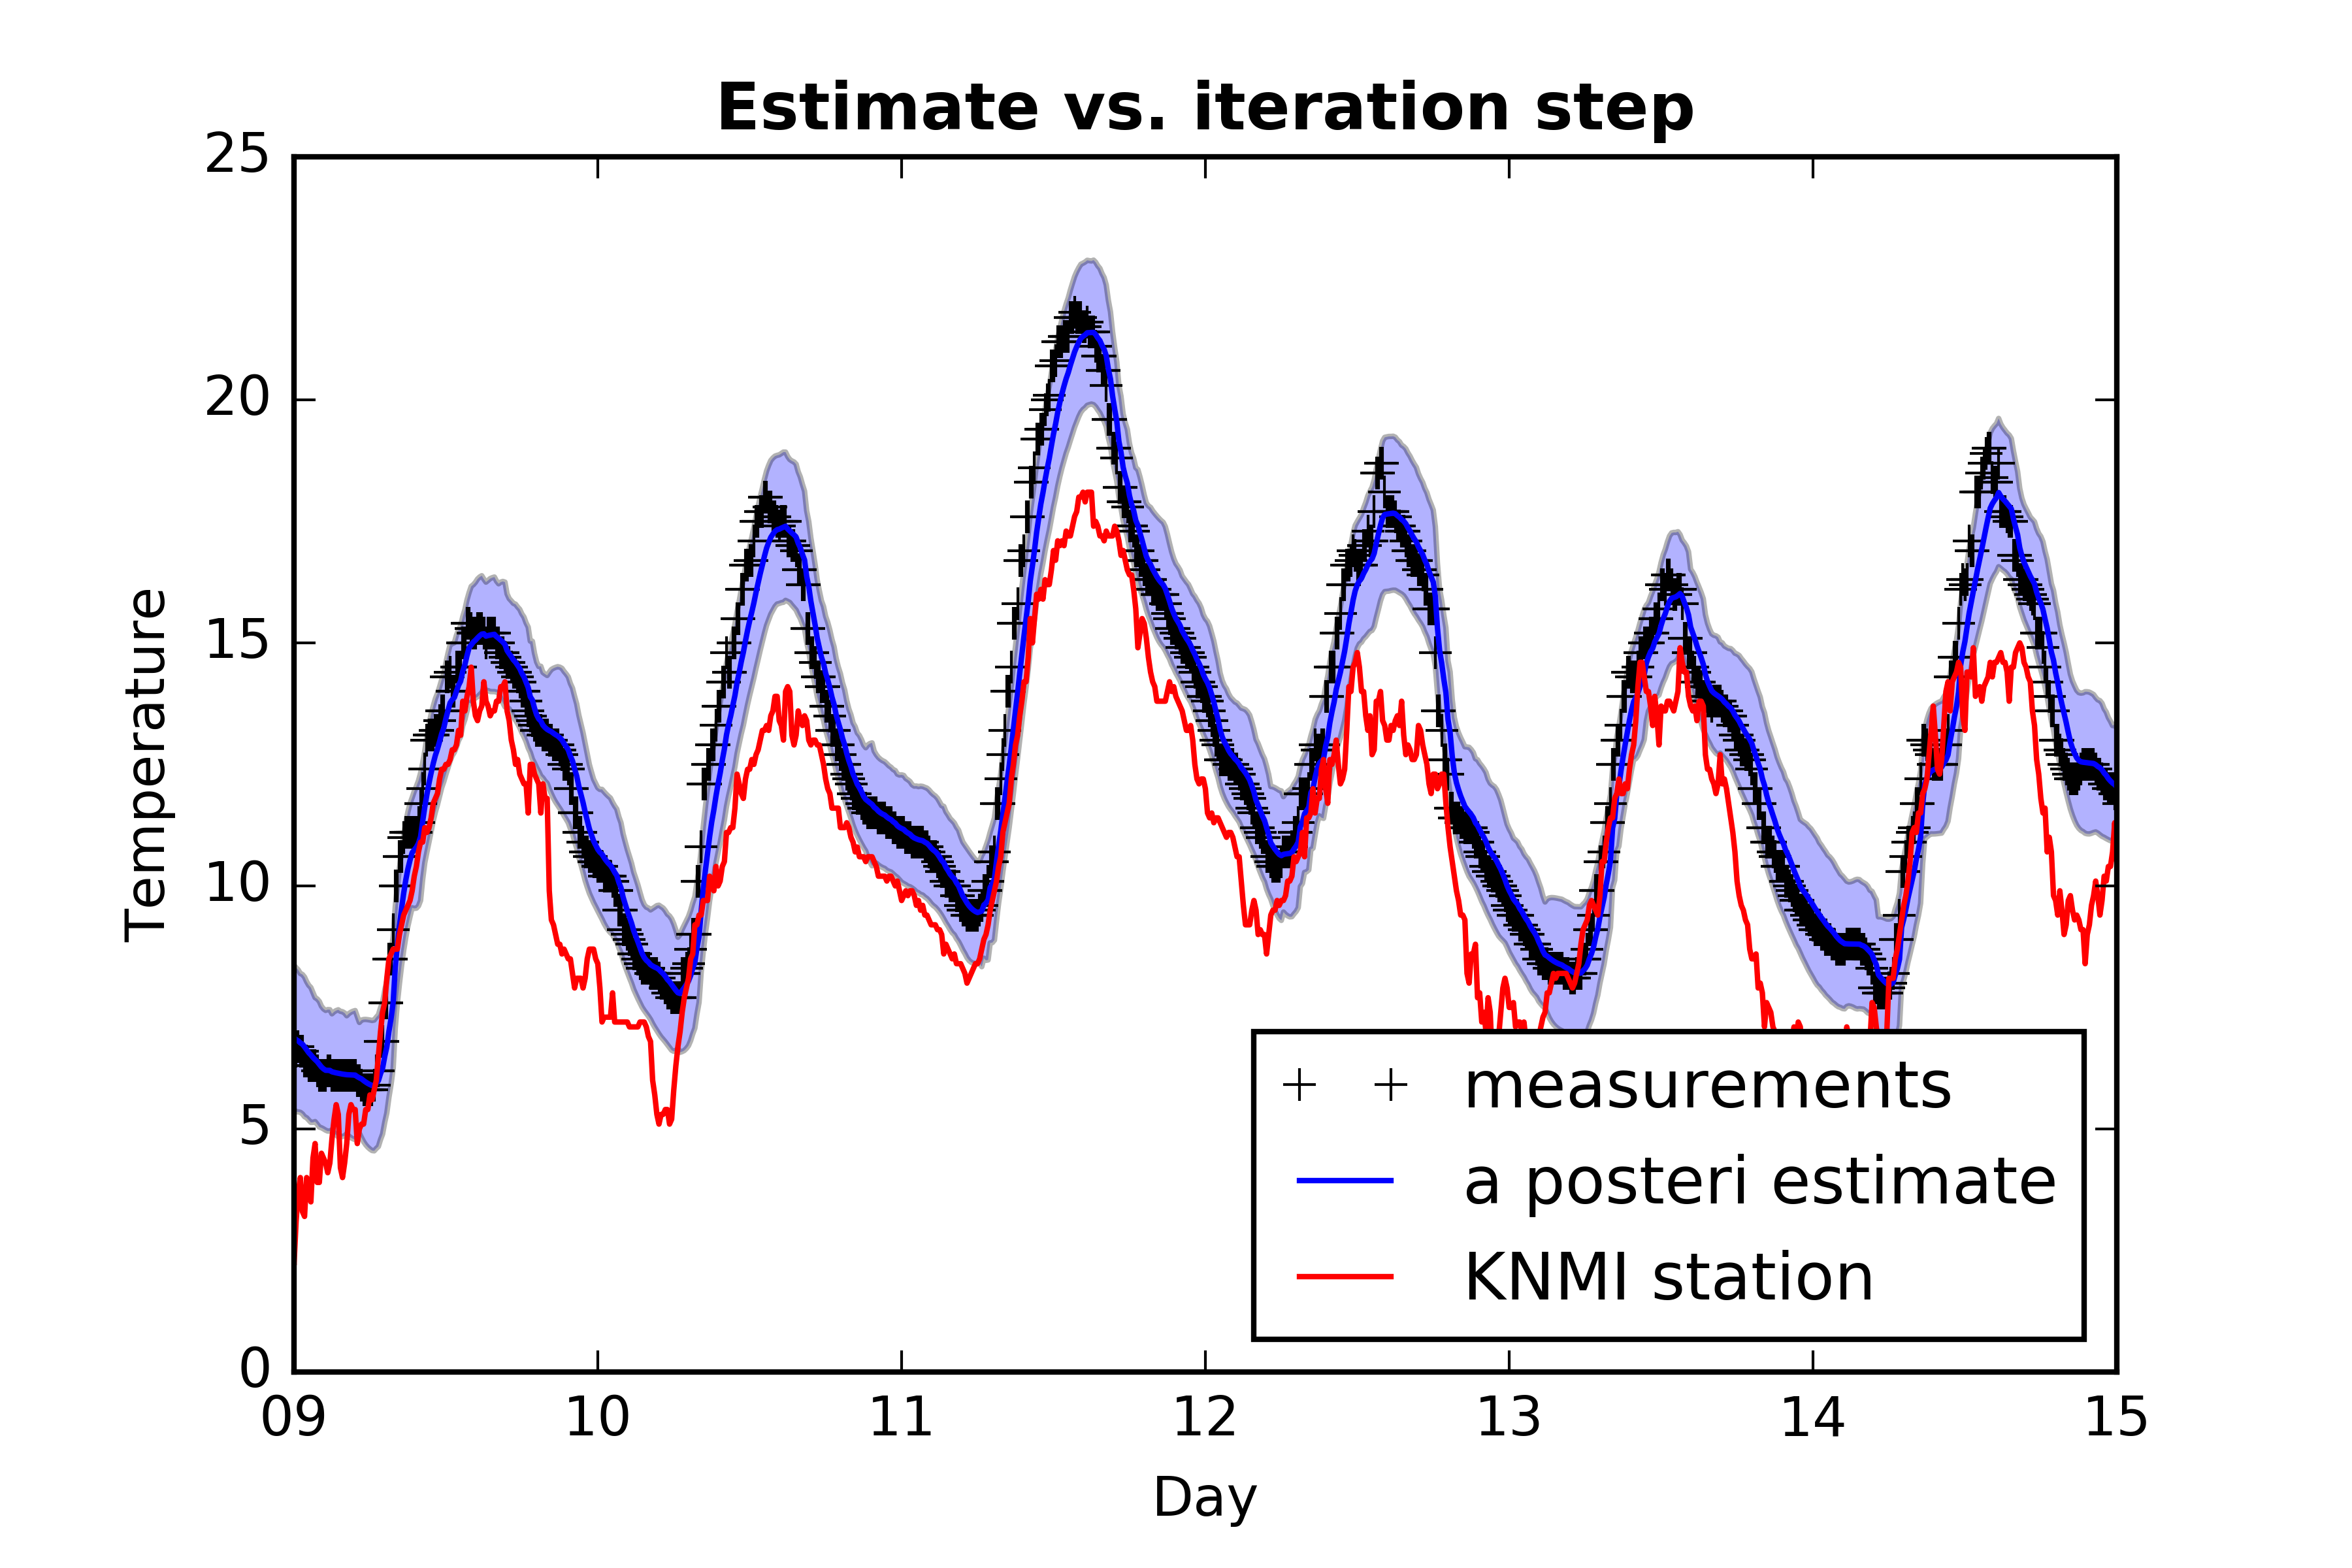 Estimate vs. iteration step
25
20
15
10
5
0
Temperature
09 10 11 12 13 14 15
Day
measurements
a posteri estimate
KNMI station